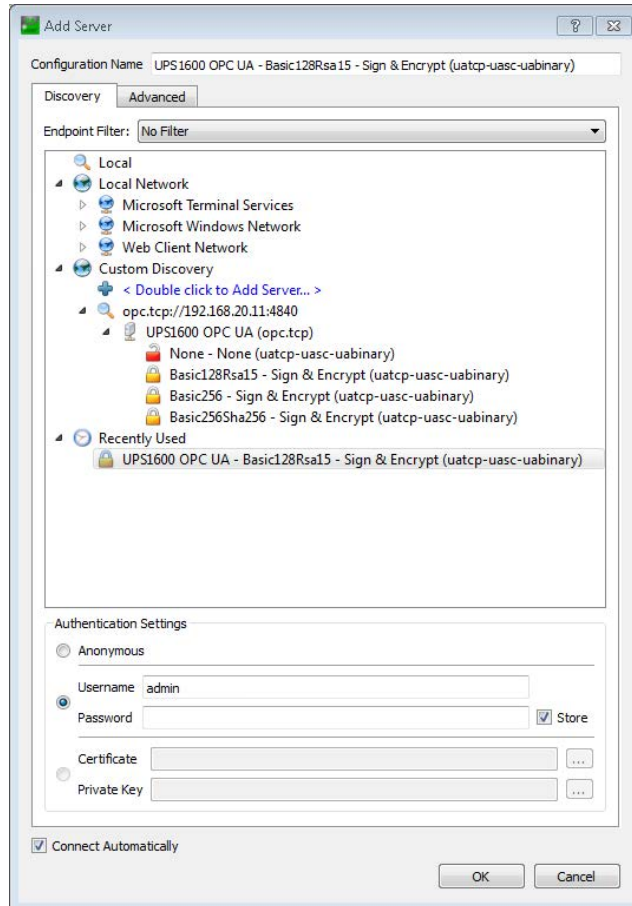 Add Server
?
Configuration Name UPS1600 OPC UA - Basic128Rsa15 - Sign & Encrypt (uatcp-uasc-uabinary)
Discovery Advanced
Endpoint Filter: No Filter
Local
Local Network
Microsoft Terminal Services
Microsoft Windows Network
Web Client Network
Custom Discovery
< Double click to Add Server... >
opc.tcp://192.168.20.11:4840
UPS1600 OPC UA (opc.tcp)
None - None (uatcp-uasc-uabinary)
Basic128Rsa15 - Sign & Encrypt (uatcp-uasc-uabinary)
Basic256 - Sign & Encrypt (uatcp-uasc-uabinary)
Basic256Sha256 - Sign & Encrypt (uatcp-uasc-uabinary)
Recently Used
UPS1600 OPC UA - Basic128Rsa15 - Sign & Encrypt (uatcp-uasc-uabinary)
Authentication Settings
Anonymous
Username admin
Password Store
Certificate ...
Private Key ...
Connect Automatically
OK Cancel